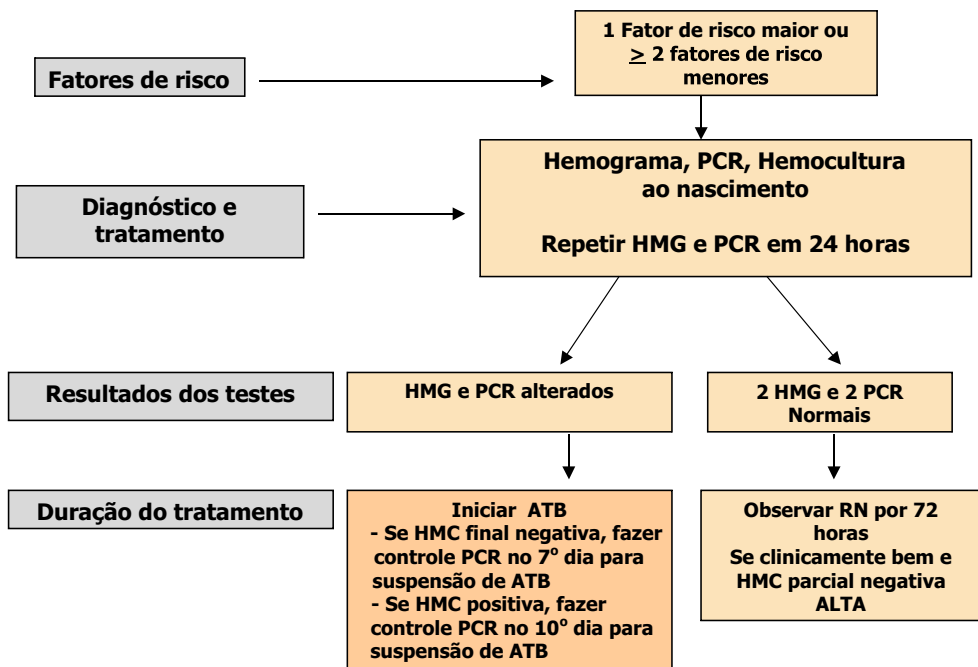 1 Fator de risco maior ou
> 2 fatores de risco
menores
Fatores de risco
Hemograma, PCR, Hemocultura
ao nascimento
Repetir HMG e PCR em 24 horas
Diagnóstico e
tratamento
Resultados dos testes
HMG e PCR alterados
2 HMG e 2 PCR
Normais
Duração do tratamento
Iniciar ATB
- Se HMC final negativa, fazer
controle PCR no 7º dia para
suspensão de ATB
- Se HMC positiva, fazer
controle PCR no 10º dia para
suspensão de ATB
Observar RN por 72
horas
Se clinicamente bem e
HMC parcial negativa
ALTA